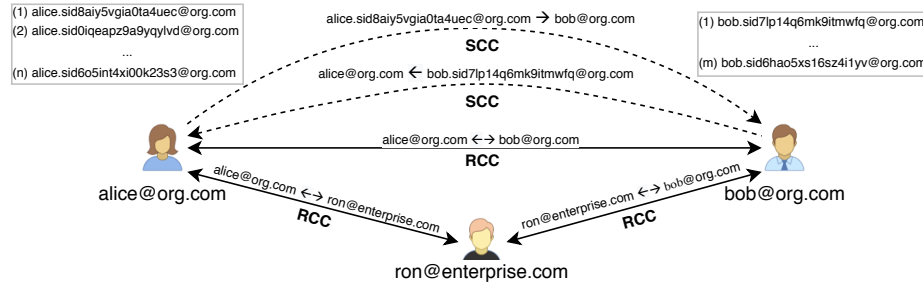 (1) alice.sid8aiy5vgia0ta4uec@org.com
(2) alice.sid0iqeapz9a9yqylvd@org.com
...
(n) alice.sid6o5int4xi00k23s3@org.com
alice.sid8aiy5vgia0ta4uec@org.com → bob@org.com
SCC
alice@org.com ← bob.sid7lp14q6mk9itmwfq@org.com
SCC
(1) bob.sid7lp14q6mk9itmwfq@org.com
...
(m) bob.sid6hao5xs16sz4i1yv@org.com
alice@org.com ←→ bob@org.com
RCC
alice@org.com
bob@org.com
alice@org.com ←→ ron@enterprise.com
RCC
ron@enterprise.com ←→ bob@org.com
RCC
ron@enterprise.com